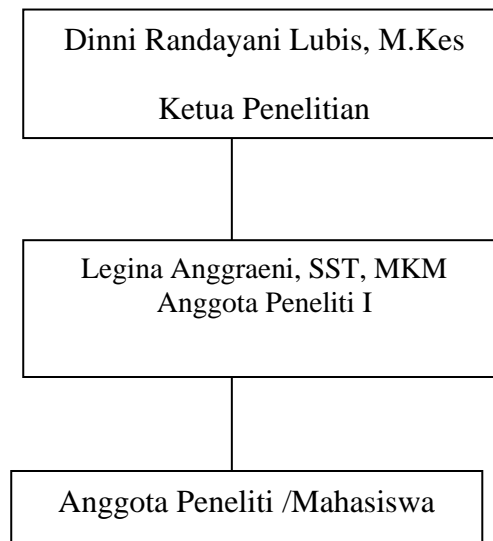 Dinni Randayani Lubis, M.Kes
Ketua Penelitian
Legina Anggraeni, SST, MKM
Anggota Peneliti I
Anggota Peneliti /Mahasiswa